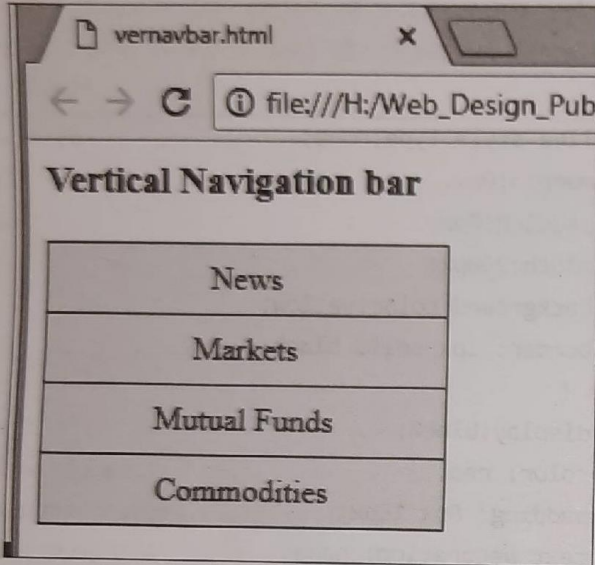 vernavbar.html
file:///H:/Web_Design_Pub
Vertical Navigation bar
News
Markets
Mutual Funds
Commodities